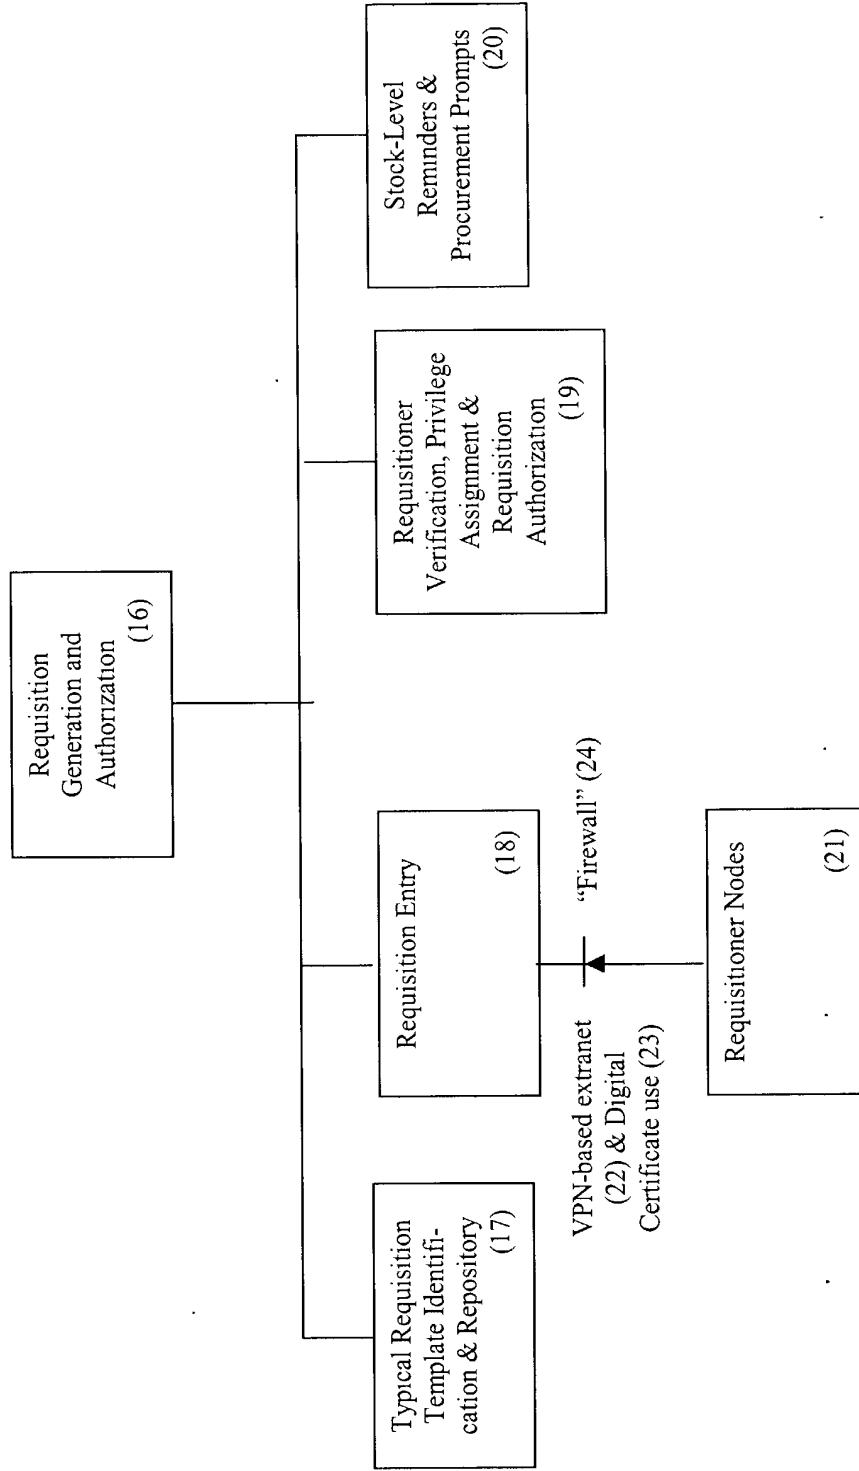 Requisition
Generation and
Authorization
(16)
Typical Requisition
Template Identifi-
cation & Repository
(17)
Requisition Entry
(18)
Requisitioner
Verification, Privilege
Assignment &
Requisition
Authorization
(19)
Stock-Level
Reminders &
Procurement Prompts
(20)
VPN-based extranet
(22) & Digital
Certificate use (23)
“Firewall” (24)
Requisitioner Nodes
(21)